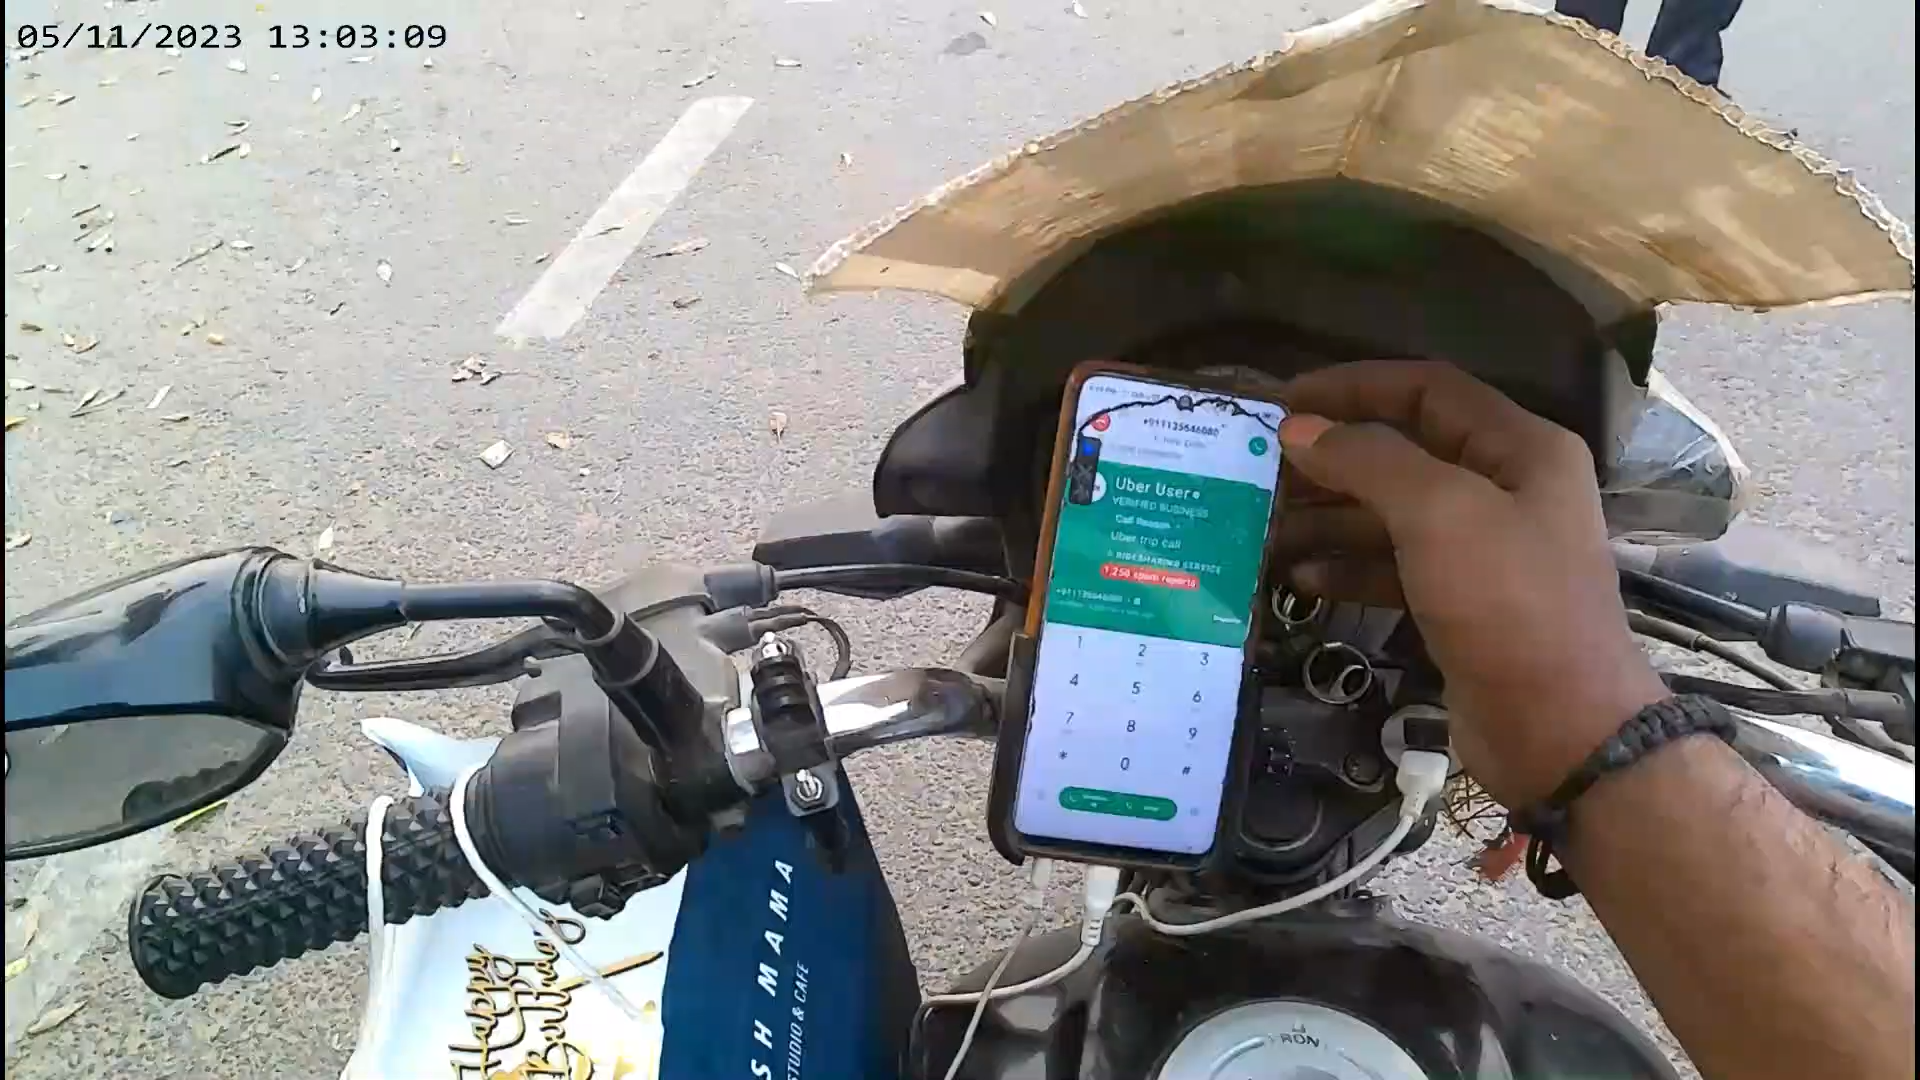 05/11/2023 13:03:09
+911135646080
Uber User
VERIFIED BUSINESS
Call Reason
Uber trip call
RIDESHARING SERVICE
1,250 spam reports
+911135646080
1
2
3
4
5
6
7
8
9
*
0
#
Happy
Birthday
SH MAMA
STUDIO & CAFE